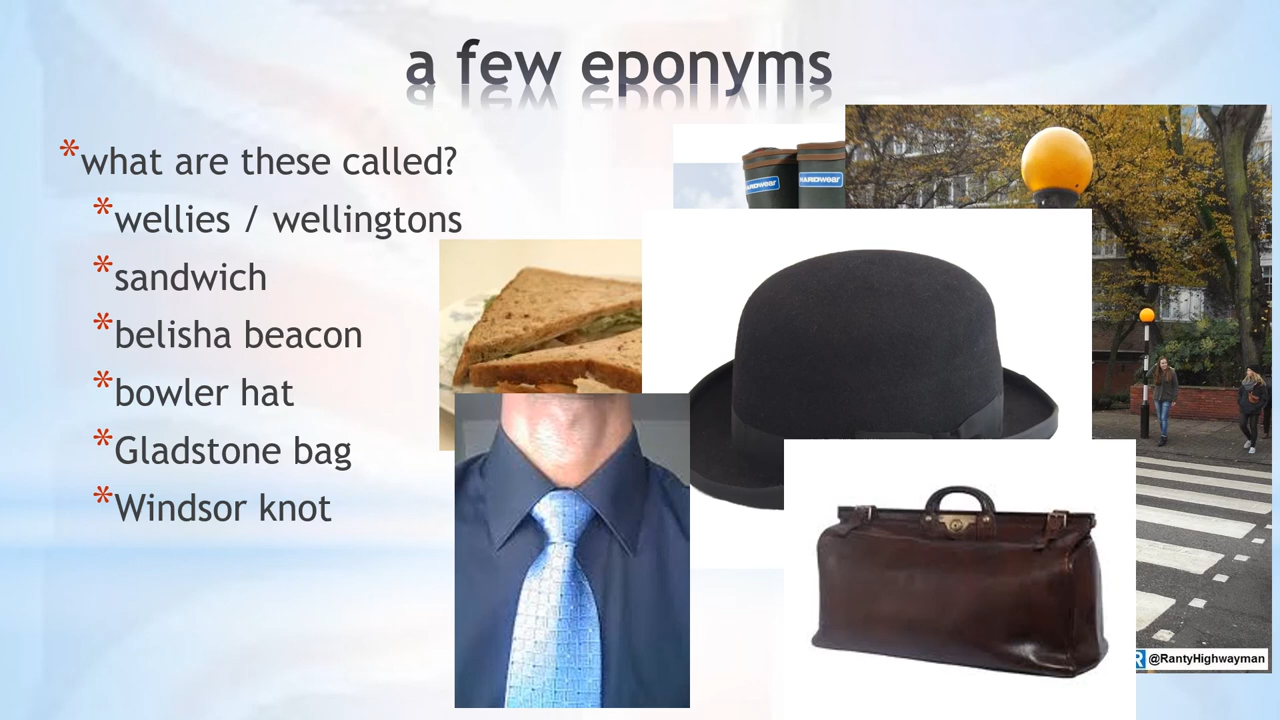 a few eponyms
*what are these called?
*wellies / wellingtons
*sandwich
*belisha beacon
*bowler hat
*Gladstone bag
*Windsor knot
HARDwear HARDwear
R @RantyHighwayman